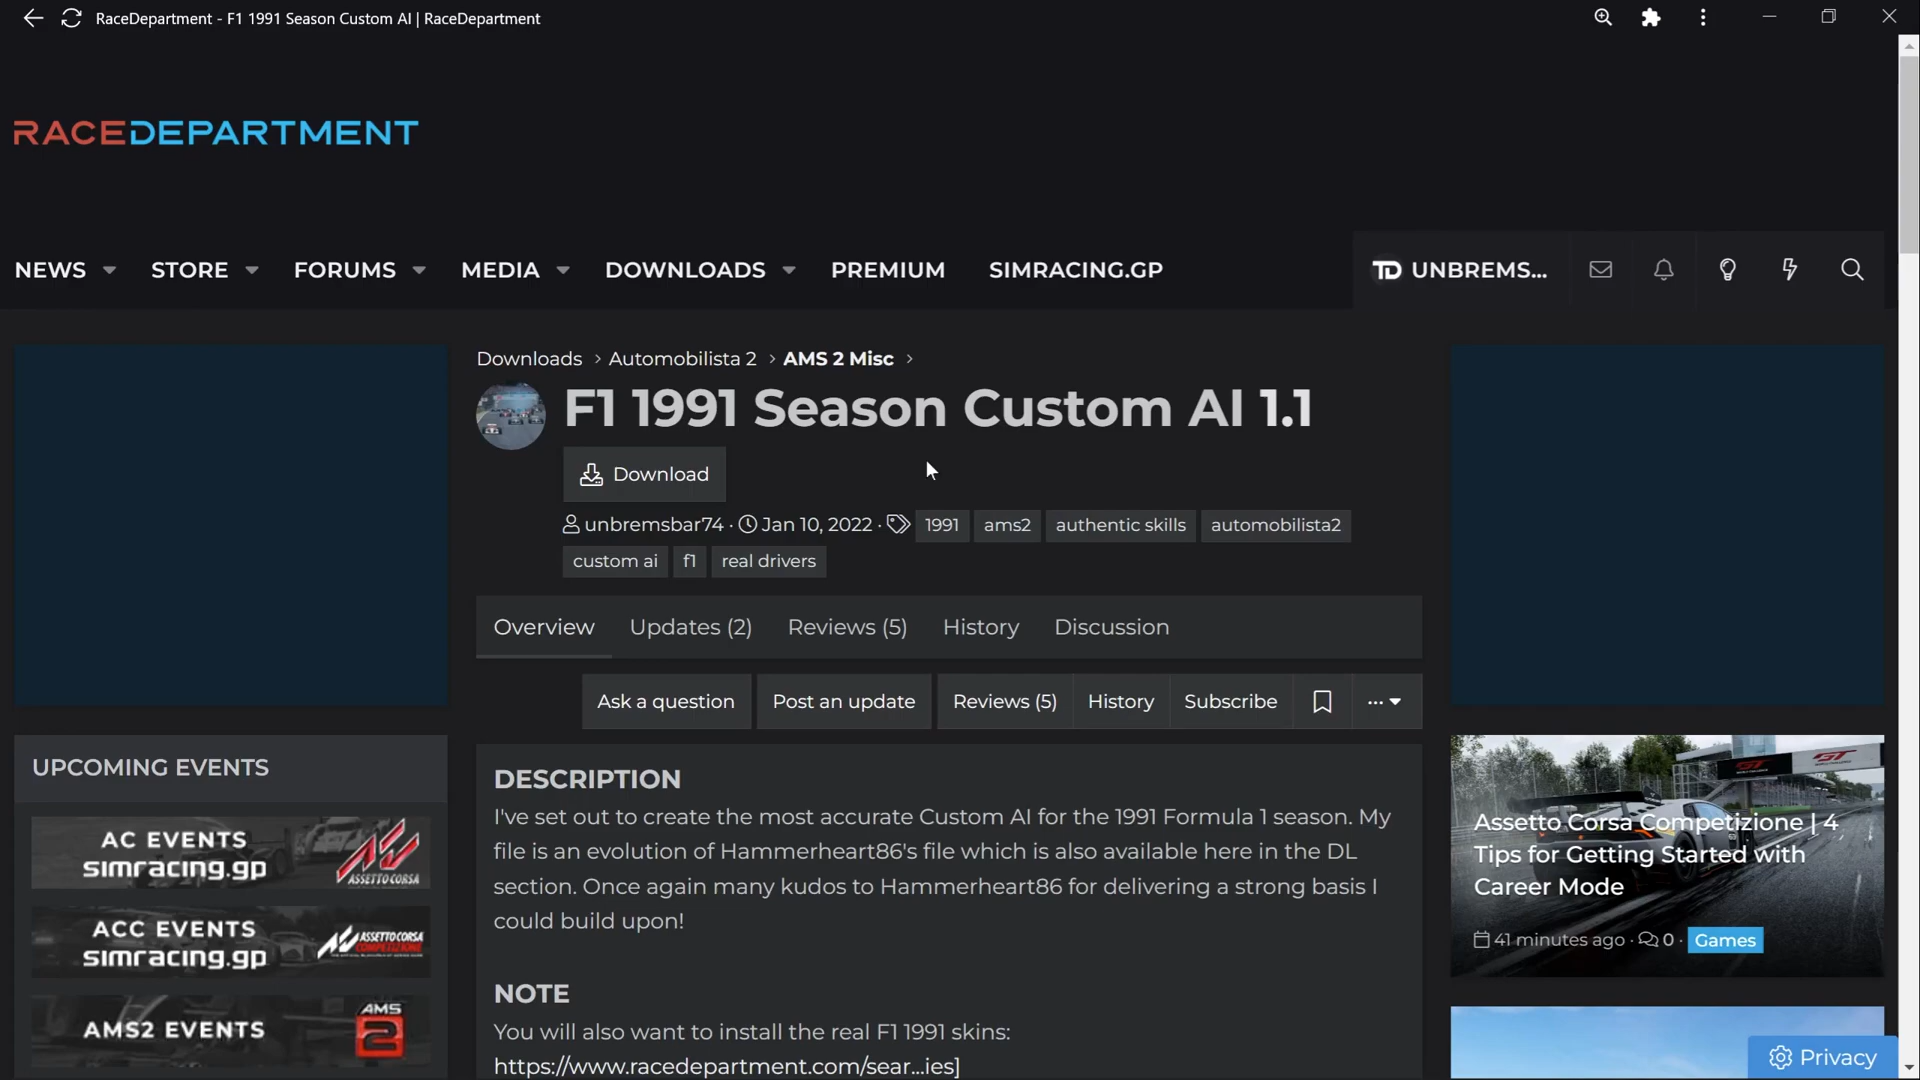 RaceDepartment - F1 1991 Season Custom AI | RaceDepartment
RACEDEPARTMENT
NEWS STORE FORUMS MEDIA DOWNLOADS PREMIUM SIMRACING.GP
TD UNBREMS...
Downloads > Automobilista 2 > AMS 2 Misc >
F1 1991 Season Custom AI 1.1
Download
unbremsbar74 · Jan 10, 2022 · 1991 ams2 authentic skills automobilista2
custom ai f1 real drivers
Overview Updates (2) Reviews (5) History Discussion
Ask a question Post an update Reviews (5) History Subscribe ...
DESCRIPTION
I've set out to create the most accurate Custom AI for the 1991 Formula 1 season. My
file is an evolution of Hammerheart86's file which is also available here in the DL
section. Once again many kudos to Hammerheart86 for delivering a strong basis I
could build upon!
NOTE
You will also want to install the real F1 1991 skins:
https://www.racedepartment.com/sear...ies]
UPCOMING EVENTS
AC EVENTS
simracing.gp
ASSETTO CORSA
ACC EVENTS
simracing.gp
ASSETTO CORSA
COMPETIZIONE
AMS2 EVENTS
AMS
2
GT GT
Assetto Corsa Competizione | 4
Tips for Getting Started with
Career Mode
41 minutes ago · 0 · Games
Privacy